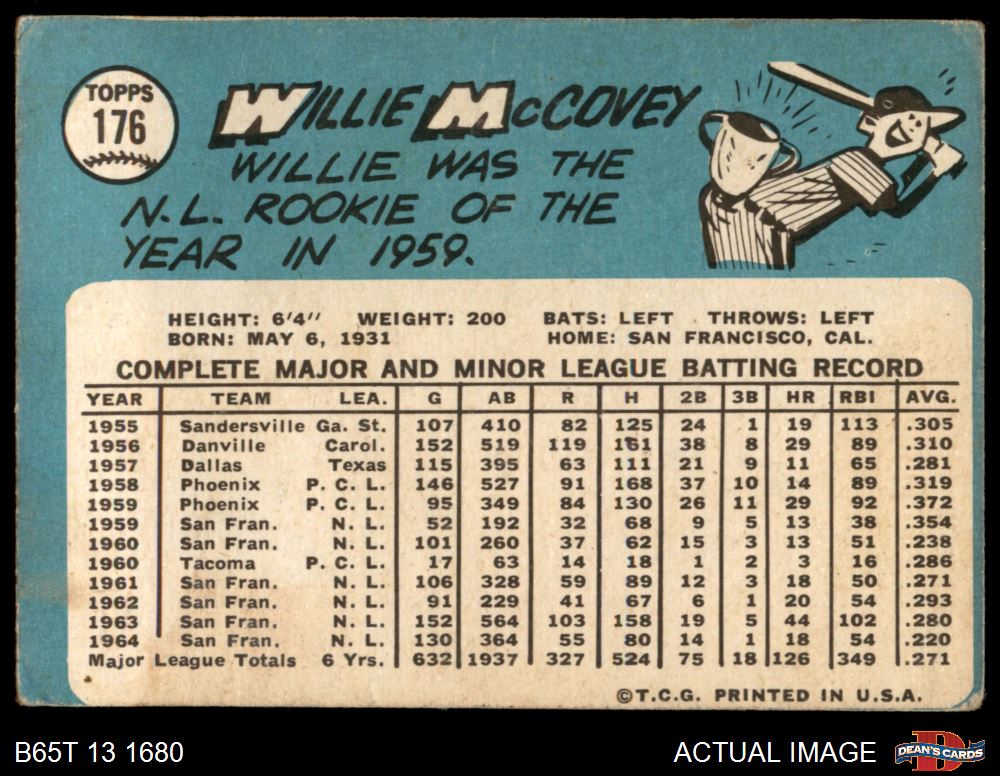 TOPPS
176
WILLIE McCOVEY
WILLIE WAS THE
N.L. ROOKIE OF THE
YEAR IN 1959.
HEIGHT: 6'4" WEIGHT: 200 BATS: LEFT THROWS: LEFT
BORN: MAY 6, 1931 HOME: SAN FRANCISCO, CAL.
COMPLETE MAJOR AND MINOR LEAGUE BATTING RECORD
YEAR TEAM LEA. G AB R H 2B 3B HR RBI AVG.
1955 Sandersville Ga. St. 107 410 82 125 24 1 19 113 .305
1956 Danville Carol. 152 519 119 161 38 8 29 89 .310
1957 Dallas Texas 115 395 63 111 21 9 11 65 .281
1958 Phoenix P. C. L. 146 527 91 168 37 10 14 89 .319
1959 Phoenix P. C. L. 95 349 84 130 26 11 29 92 .372
1959 San Fran. N. L. 52 192 32 68 9 5 13 38 .354
1960 San Fran. N. L. 101 260 37 62 15 3 13 51 .238
1960 Tacoma P. C. L. 17 63 14 18 1 2 3 16 .286
1961 San Fran. N. L. 106 328 59 89 12 3 18 50 .271
1962 San Fran. N. L. 91 229 41 67 6 1 20 54 .293
1963 San Fran. N. L. 152 564 103 158 19 5 44 102 .280
1964 San Fran. N. L. 130 364 55 80 14 1 18 54 .220
Major League Totals 6 Yrs. 632 1937 327 524 75 18 126 349 .271
©T.C.G. PRINTED IN U.S.A.
B65T 13 1680 ACTUAL IMAGE DEAN'S CARDS